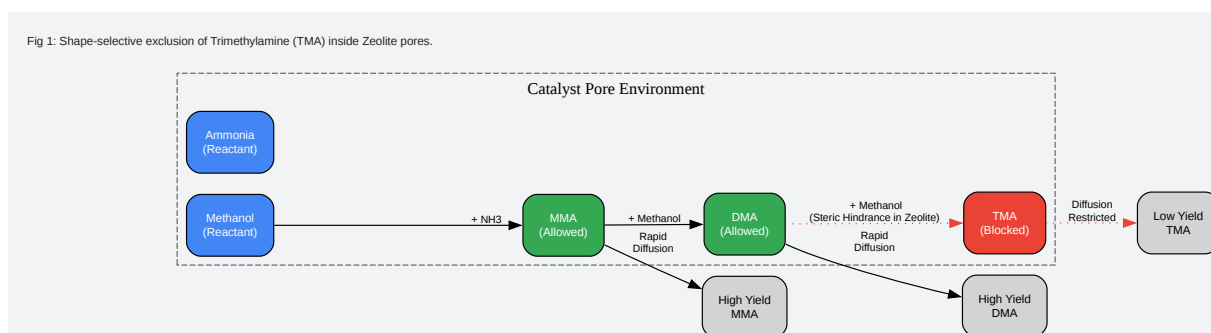 Fig 1: Shape-selective exclusion of Trimethylamine (TMA) inside Zeolite pores.
Catalyst Pore Environment
Ammonia
(Reactant)
Methanol
(Reactant)
+ NH3
MMA
(Allowed)
+ Methanol
Rapid
Diffusion
DMA
(Allowed)
+ Methanol
(Steric Hindrance in Zeolite)
Rapid
Diffusion
TMA
(Blocked)
Diffusion
Restricted
Low Yield
TMA
High Yield
MMA
High Yield
DMA